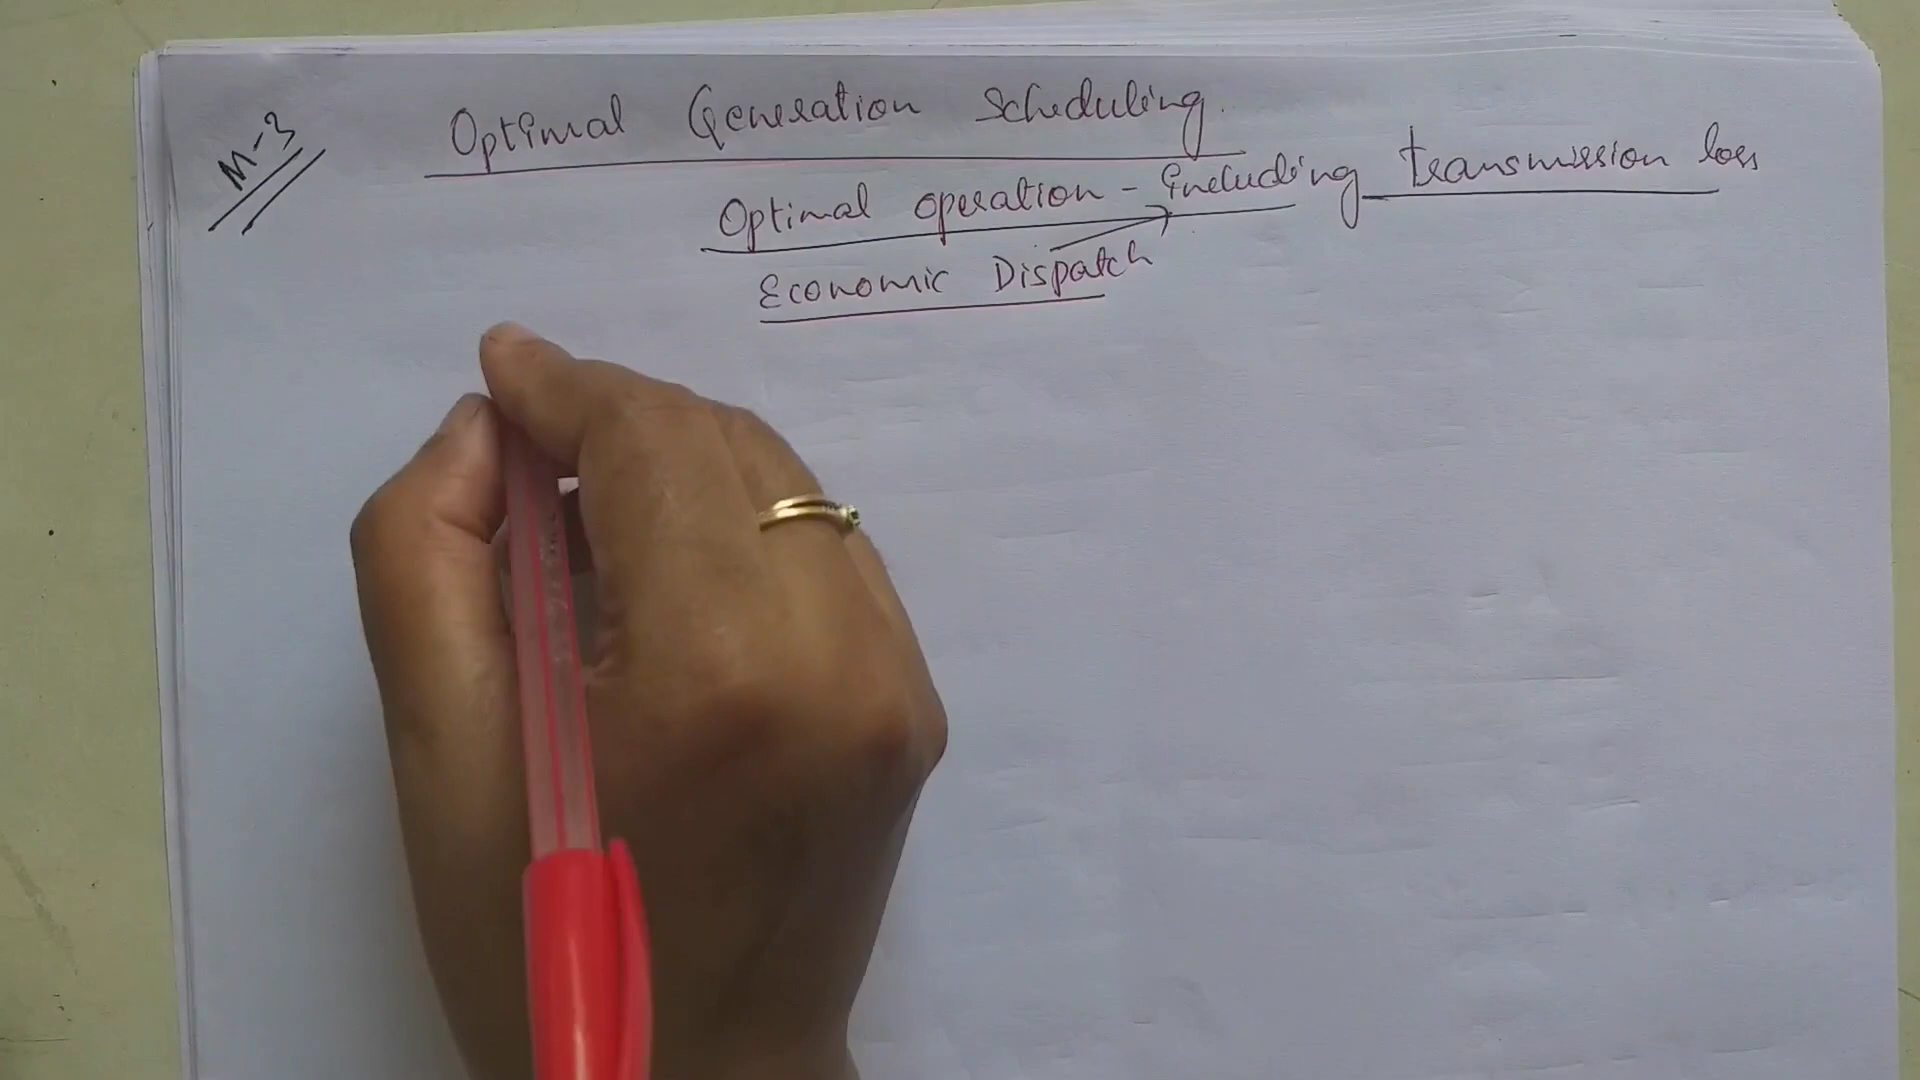 M-3
Optimal Generation Scheduling.
Optimal operation - including transmission loss
Economic Dispatch